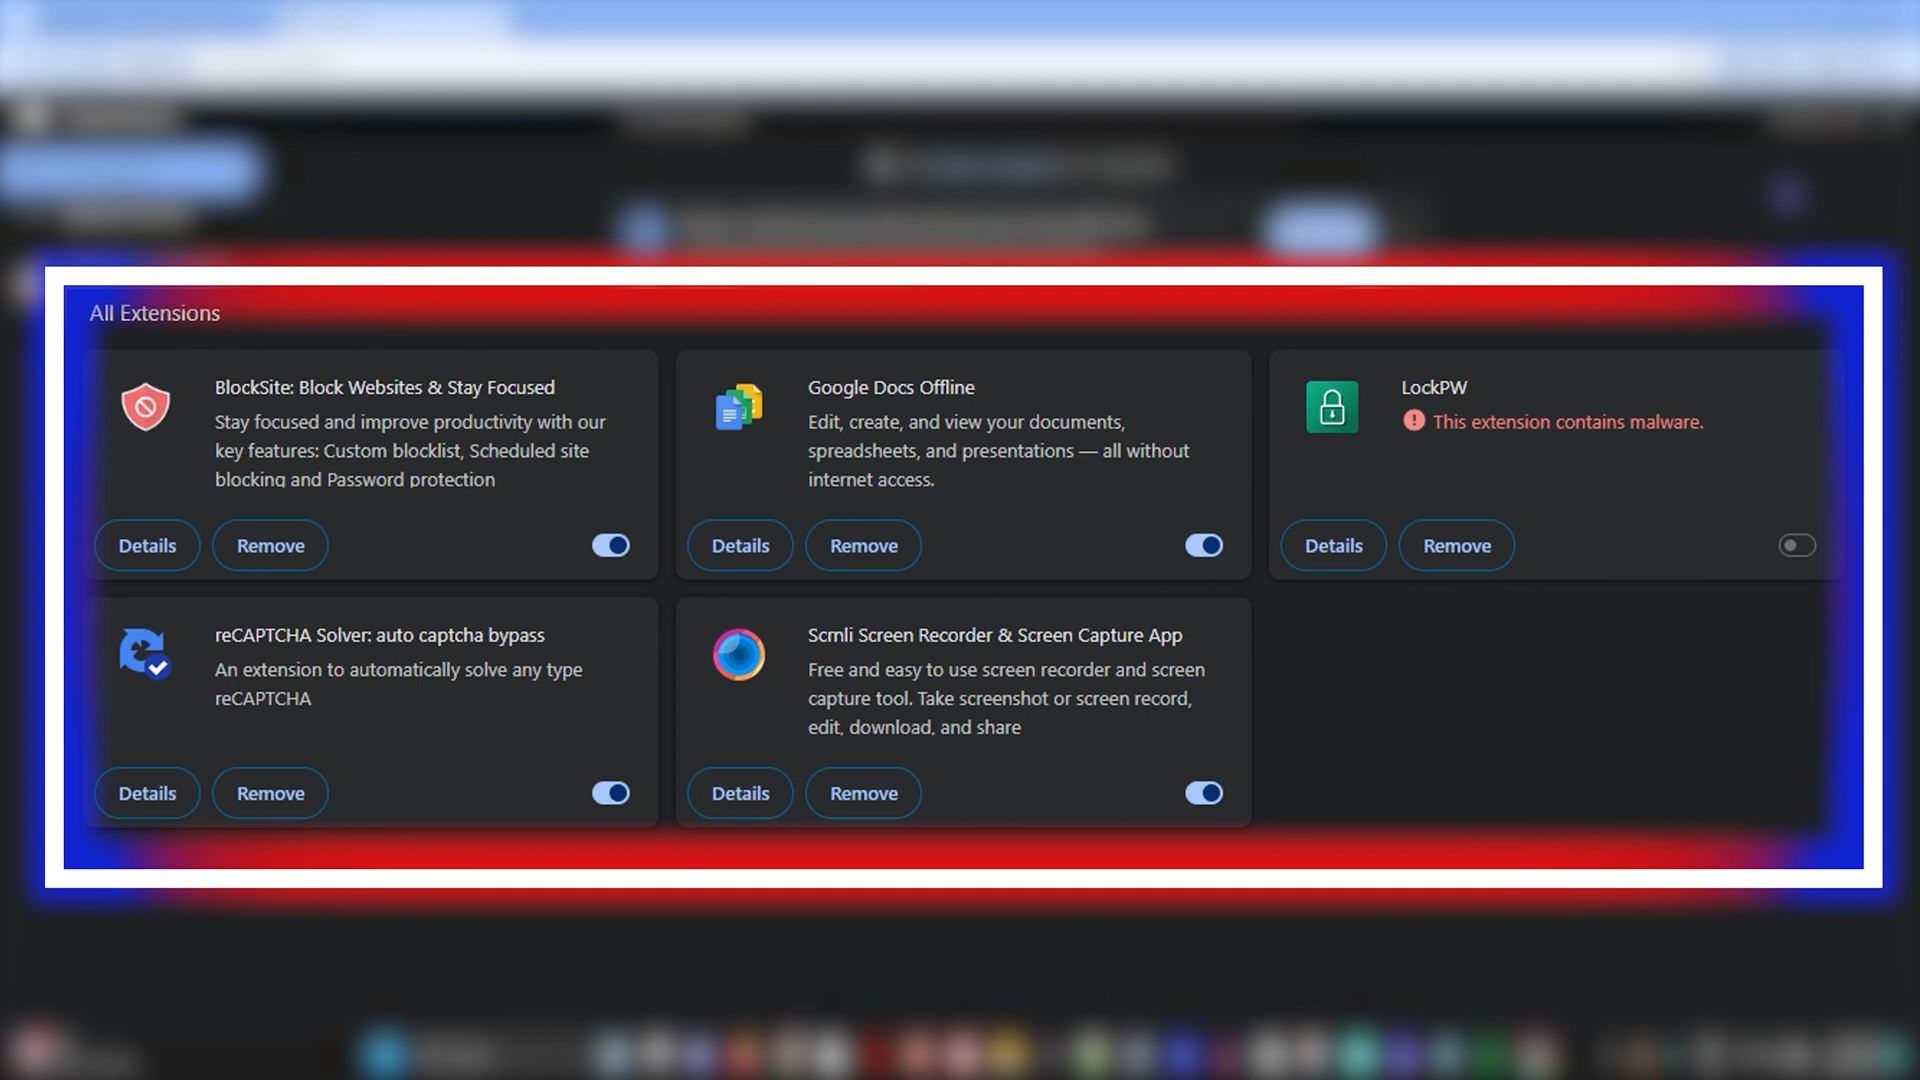 All Extensions
BlockSite: Block Websites & Stay Focused
Stay focused and improve productivity with our
key features: Custom blocklist, Scheduled site
blocking and Password protection
Details
Remove
Google Docs Offline
Edit, create, and view your documents,
spreadsheets, and presentations — all without
internet access.
Details
Remove
LockPW
This extension contains malware.
Details
Remove
reCAPTCHA Solver: auto captcha bypass
An extension to automatically solve any type
reCAPTCHA
Details
Remove
Scrnli Screen Recorder & Screen Capture App
Free and easy to use screen recorder and screen
capture tool. Take screenshot or screen record,
edit, download, and share
Details
Remove